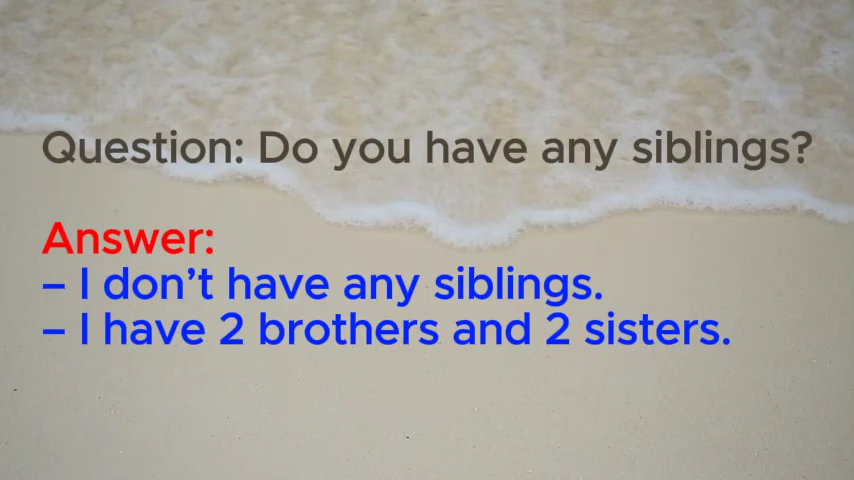 Question: Do you have any siblings?
Answer:
– I don’t have any siblings.
– I have 2 brothers and 2 sisters.